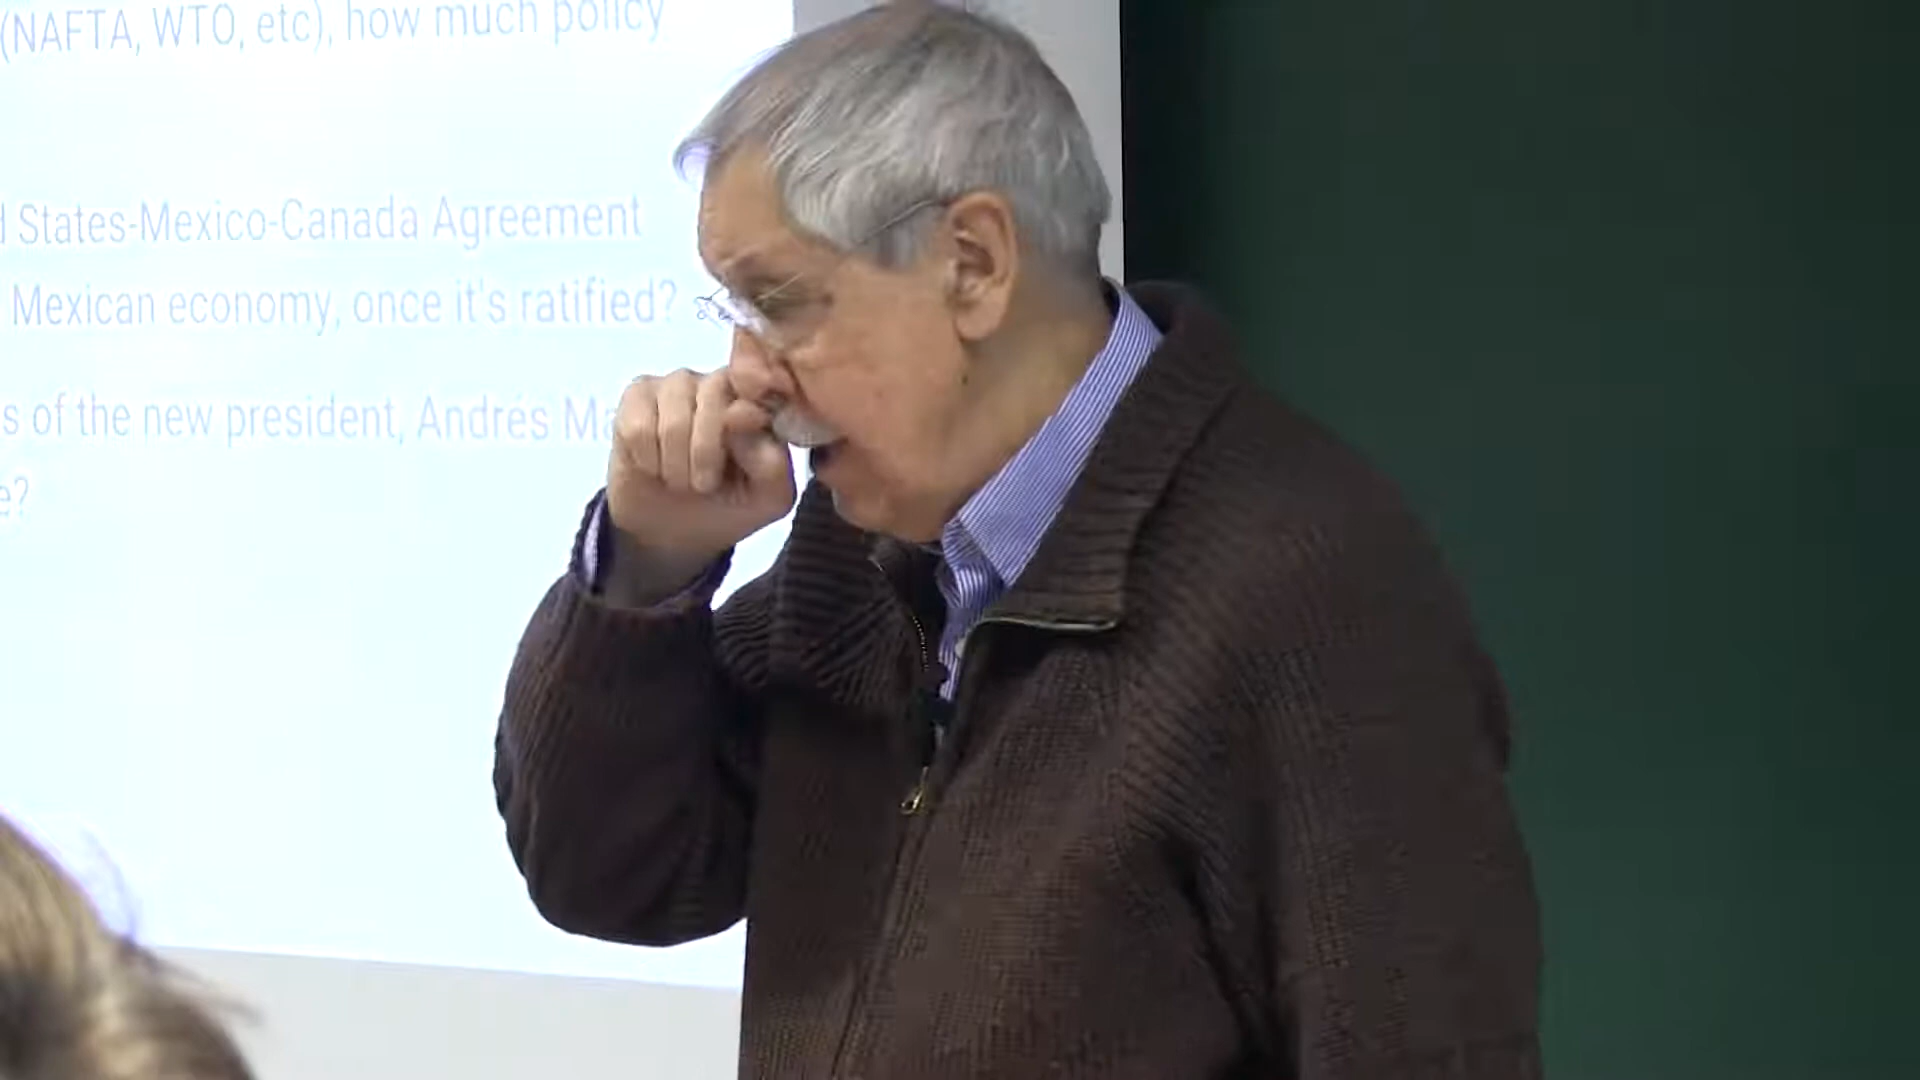 (NAFTA, WTO, etc), how much policy
States-Mexico-Canada Agreement
Mexican economy, once it's ratified?
s of the new president, Andrés Ma
e?